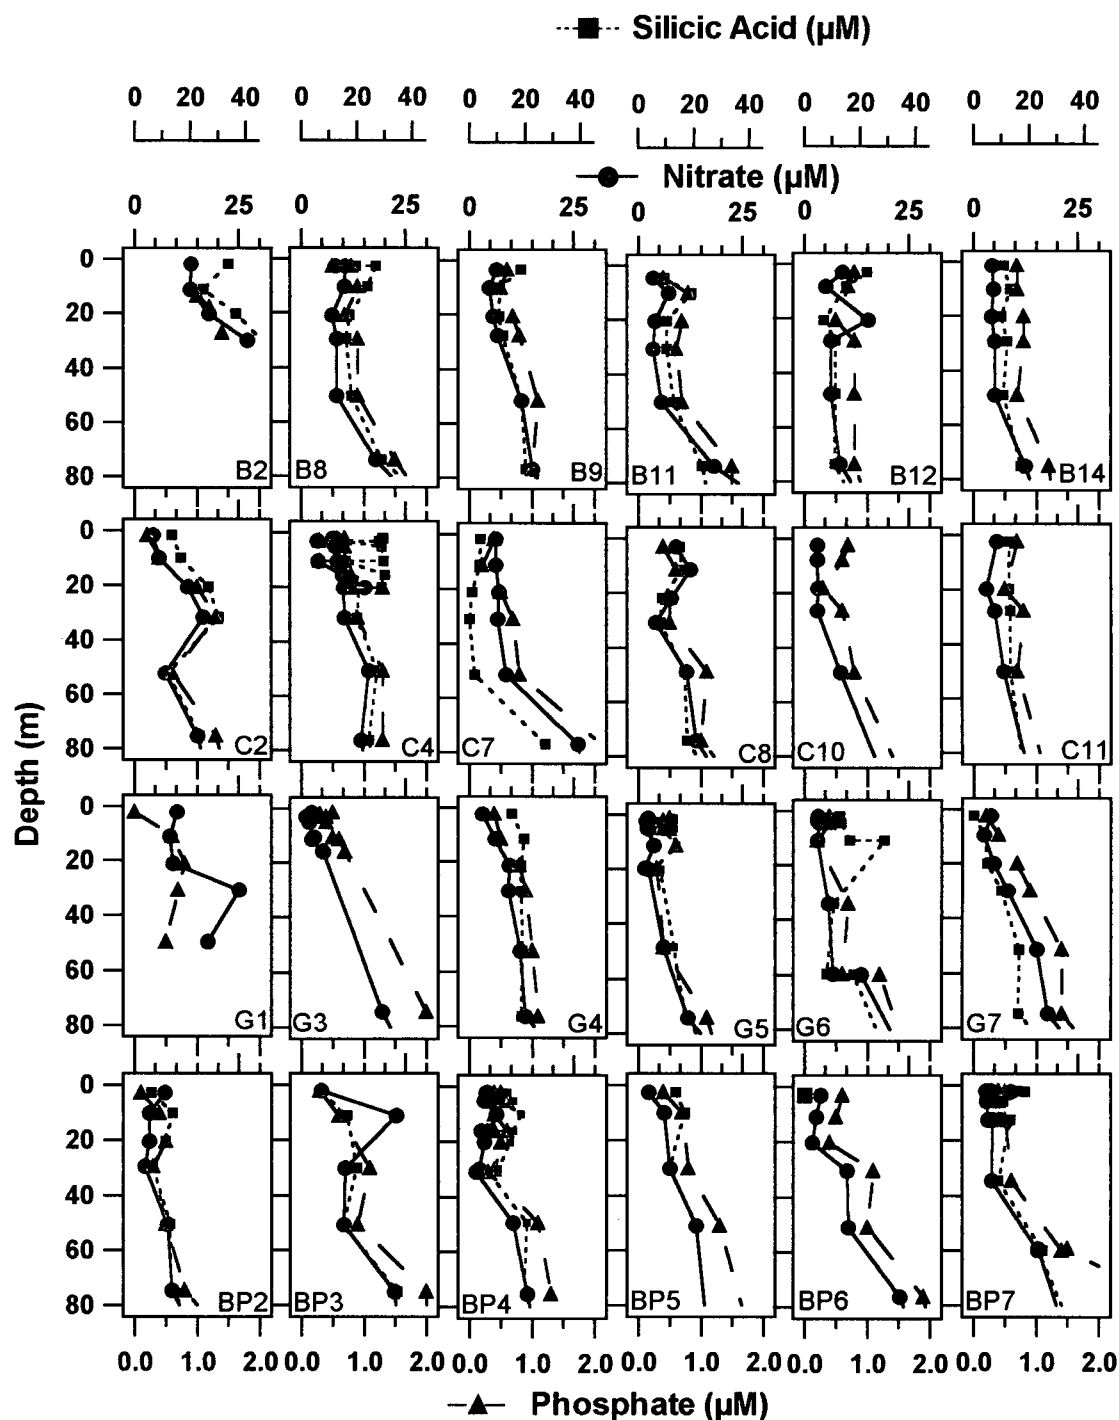 Silicic Acid (µM)
0 20 40 0 20 40 0 20 40 0 20 40 0 20 40 0 20 40
Nitrate (µM)
0 25 0 25 0 25 0 25 0 25 0 25
0
20
40
60
80
B2 B8 B9 B11 B12 B14
0
20
40
60
80
C2 C4 C7 C8 C10 C11
Depth (m)
0
20
40
60
80
G1 G3 G4 G5 G6 G7
0
20
40
60
80
BP2 BP3 BP4 BP5 BP6 BP7
0.0 1.0 2.0 0.0 1.0 2.0 0.0 1.0 2.0 0.0 1.0 2.0 0.0 1.0 2.0 0.0 1.0 2.0
Phosphate (µM)